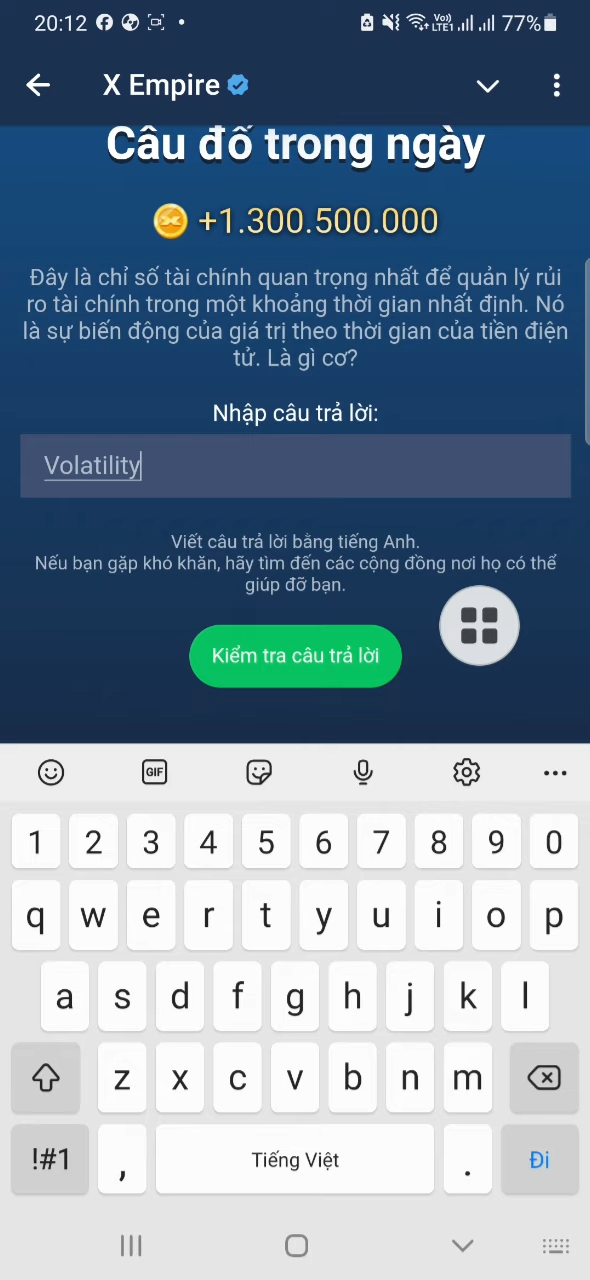 20:12
Vo)) LTE1 77%
X Empire
Câu đố trong ngày
+1.300.500.000
Đây là chỉ số tài chính quan trọng nhất để quản lý rủi
ro tài chính trong một khoảng thời gian nhất định. Nó
là sự biến động của giá trị theo thời gian của tiền điện
tử. Là gì cơ?
Nhập câu trả lời:
Volatility
Viết câu trả lời bằng tiếng Anh.
Nếu bạn gặp khó khăn, hãy tìm đến các cộng đồng nơi họ có thể
giúp đỡ bạn.
Kiểm tra câu trả lời
GIF
1 2 3 4 5 6 7 8 9 0
q w e r t y u i o p
a s d f g h j k l
z x c v b n m
!#1 , Tiếng Việt . Đi